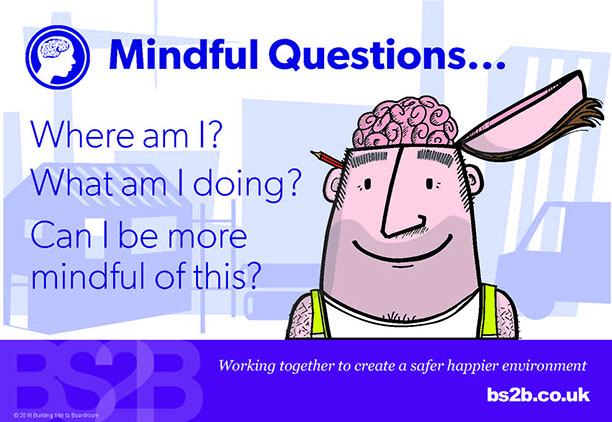 Mindful Questions...
Where am I?
What am I doing?
Can I be more
mindful of this?
BS2B
Working together to create a safer happier environment
bs2b.co.uk
© 2016 Building Site to Boardroom